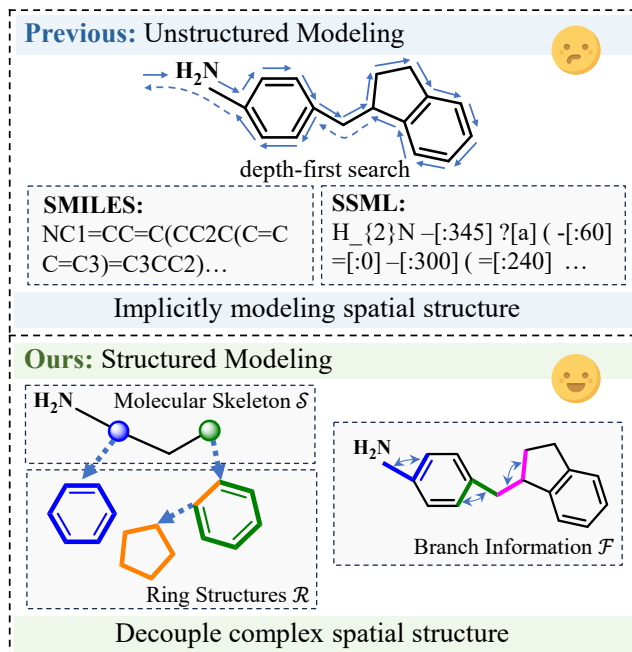 Previous: Unstructured Modeling
H₂N
depth-first search
SMILES:
NC1=CC=C(CC2C(C=C
C=C3)=C3CC2)…
SSML:
H_{2}N –[:345] ?[a] ( -[:60]
=[:0] –[:300] ( =[:240] …
Implicitly modeling spatial structure
Ours: Structured Modeling
H₂N
Molecular Skeleton 𝒮
Ring Structures ℛ
H₂N
Branch Information ℱ
Decouple complex spatial structure